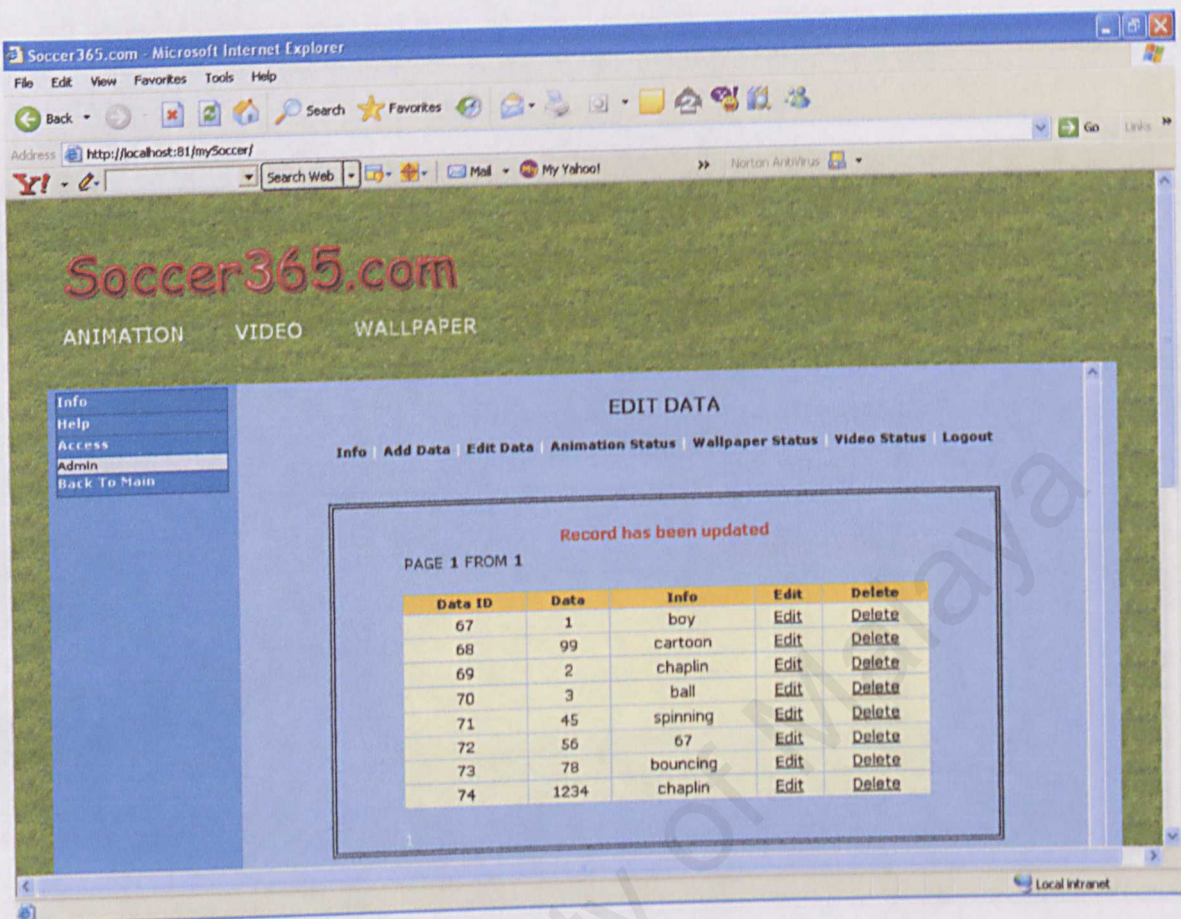 Soccer365.com - Microsoft Internet Explorer
File Edit View Favorites Tools Help
Back Search Favorites
Address http://localhost:81/mySoccer/ Go Links »
Y! Search Web Mail My Yahoo! » Norton AntiVirus
Soccer365.com
ANIMATION VIDEO WALLPAPER
Info
Help
Access
Admin
Back To Main
EDIT DATA
Info | Add Data | Edit Data | Animation Status | Wallpaper Status | Video Status | Logout
Record has been updated
PAGE 1 FROM 1
Data ID Data Info Edit Delete
67 1 boy Edit Delete
68 99 cartoon Edit Delete
69 2 chaplin Edit Delete
70 3 ball Edit Delete
71 45 spinning Edit Delete
72 56 67 Edit Delete
73 78 bouncing Edit Delete
74 1234 chaplin Edit Delete
1
Local intranet
of Malaya